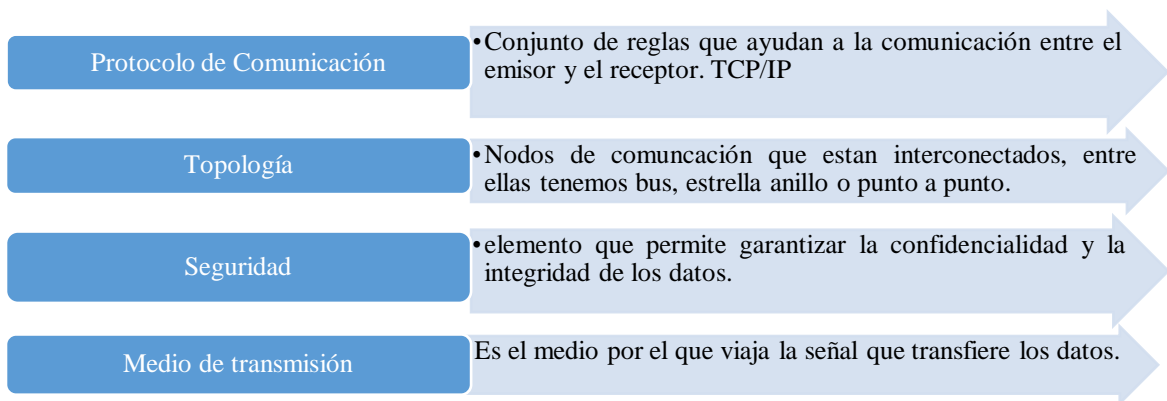 Protocolo de Comunicación
•Conjunto de reglas que ayudan a la comunicación entre el
emisor y el receptor. TCP/IP
Topología
•Nodos de comuncación que estan interconectados, entre
ellas tenemos bus, estrella anillo o punto a punto.
Seguridad
•elemento que permite garantizar la confidencialidad y la
integridad de los datos.
Medio de transmisión
Es el medio por el que viaja la señal que transfiere los datos.